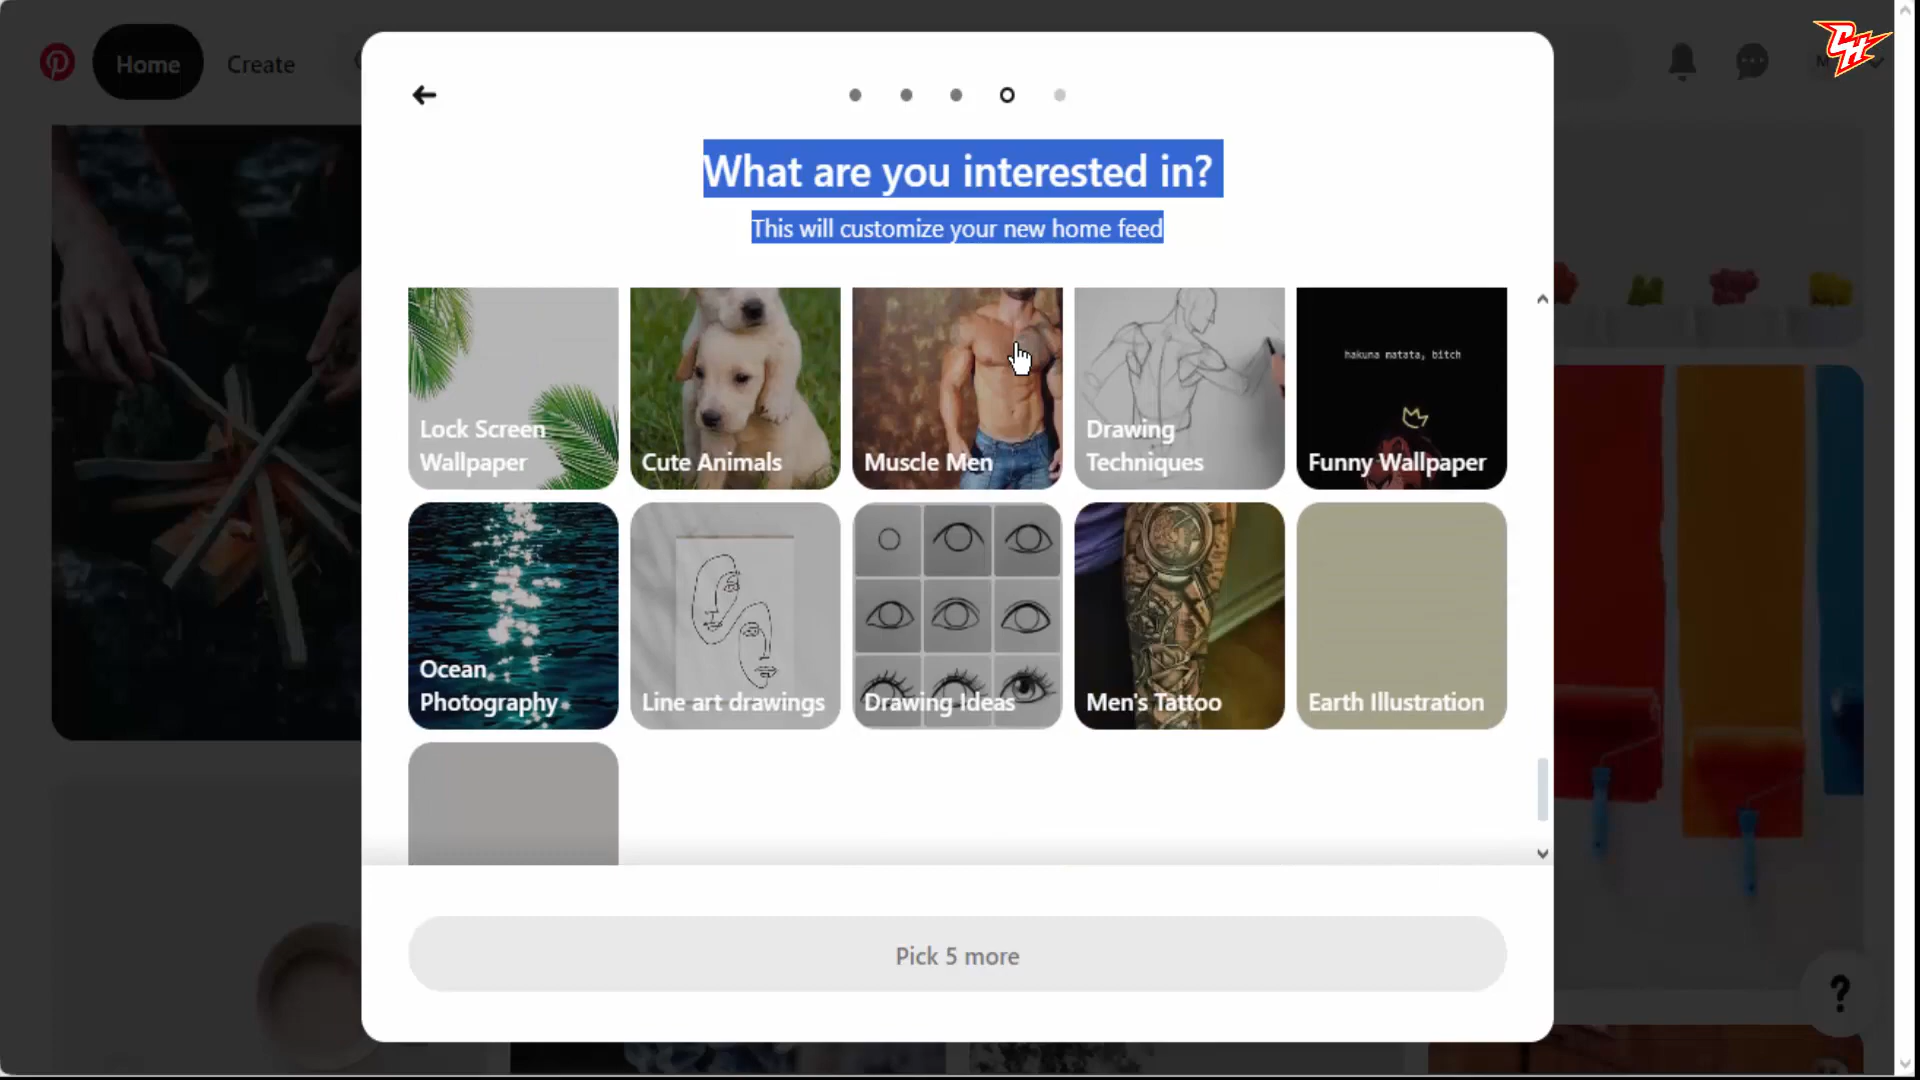 Home
Create
What are you interested in?
This will customize your new home feed
Lock Screen
Wallpaper
Cute Animals
Muscle Men
Drawing
Techniques
hakuna matata, bitch
Funny Wallpaper
Ocean
Photography
Line art drawings
Drawing Ideas
Men's Tattoo
Earth Illustration
Pick 5 more
?
CH
M